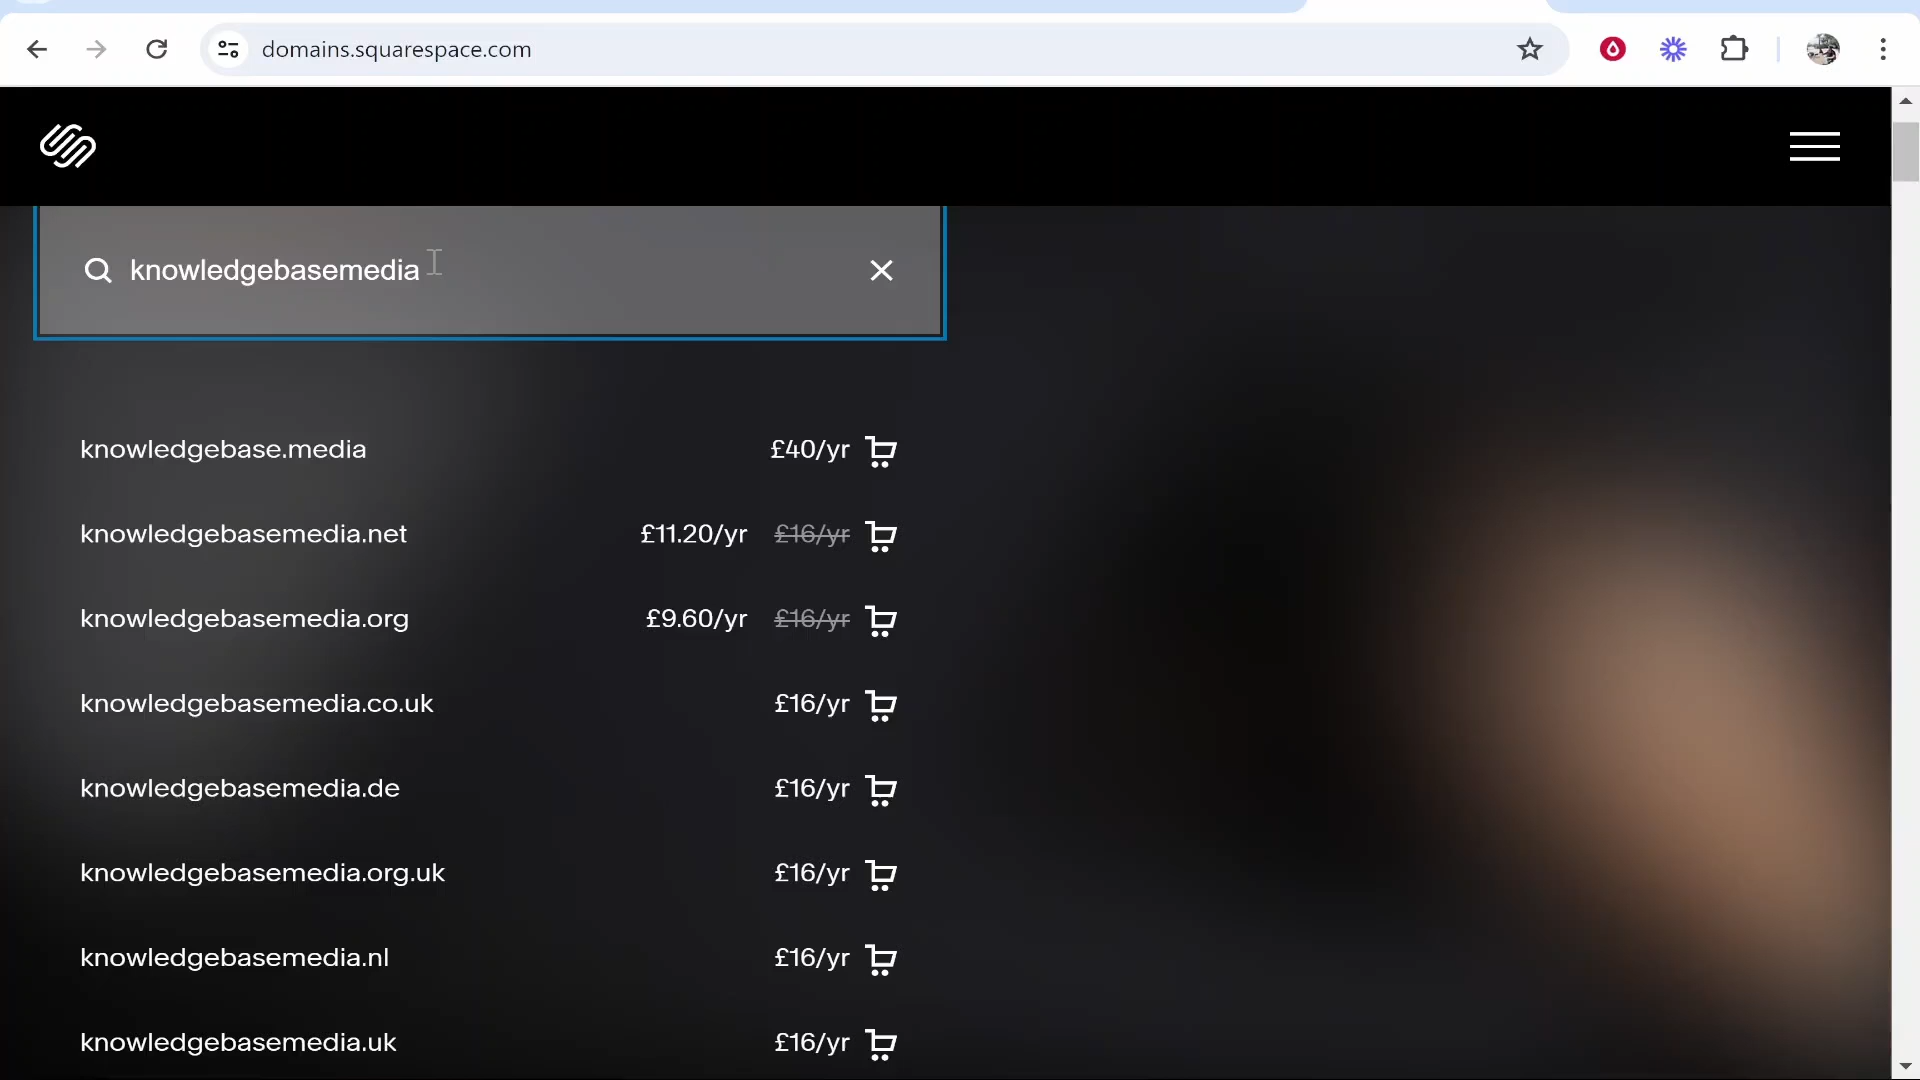 domains.squarespace.com
knowledgebasemedia
knowledgebase.media £40/yr
knowledgebasemedia.net £11.20/yr £16/yr
knowledgebasemedia.org £9.60/yr £16/yr
knowledgebasemedia.co.uk £16/yr
knowledgebasemedia.de £16/yr
knowledgebasemedia.org.uk £16/yr
knowledgebasemedia.nl £16/yr
knowledgebasemedia.uk £16/yr